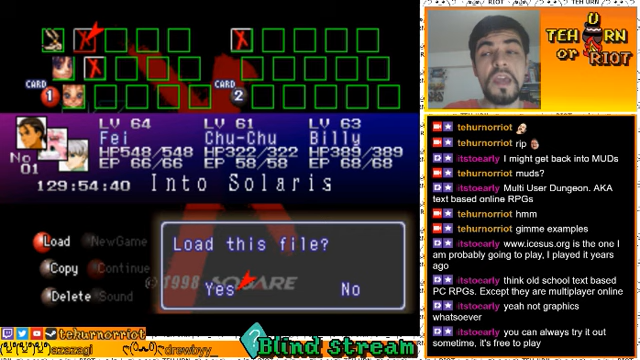 CARD
1
CARD
2
LV 64
LV 61
LV 63
Fei
Chu-Chu
Billy
HP548/548
HP322/322
HP389/389
EP 66/66
EP 58/58
EP 68/68
No
01
129:54:40
Into Solaris
Load
NewGame
Copy
Continue
Delete
Sound
Load this file?
Yes
No
© 1998 SQUARE
tehurnorriot
drewbyy_
Blind Stream
TEH
URN
or
RIOT
tehurnorriot
tehurnorriot rip
itstoearly I might get back into MUDs
tehurnorriot muds?
itstoearly Multi User Dungeon. AKA
text based online RPGs
tehurnorriot hmm
tehurnorriot gimme examples
itstoearly www.icesus.org is the one I
am probably going to play, I played it years
ago
itstoearly think old school text based
PC RPGs. Except they are multiplayer online
itstoearly yeah not graphics
whatsoever
itstoearly you can always try it out
sometime, it's free to play